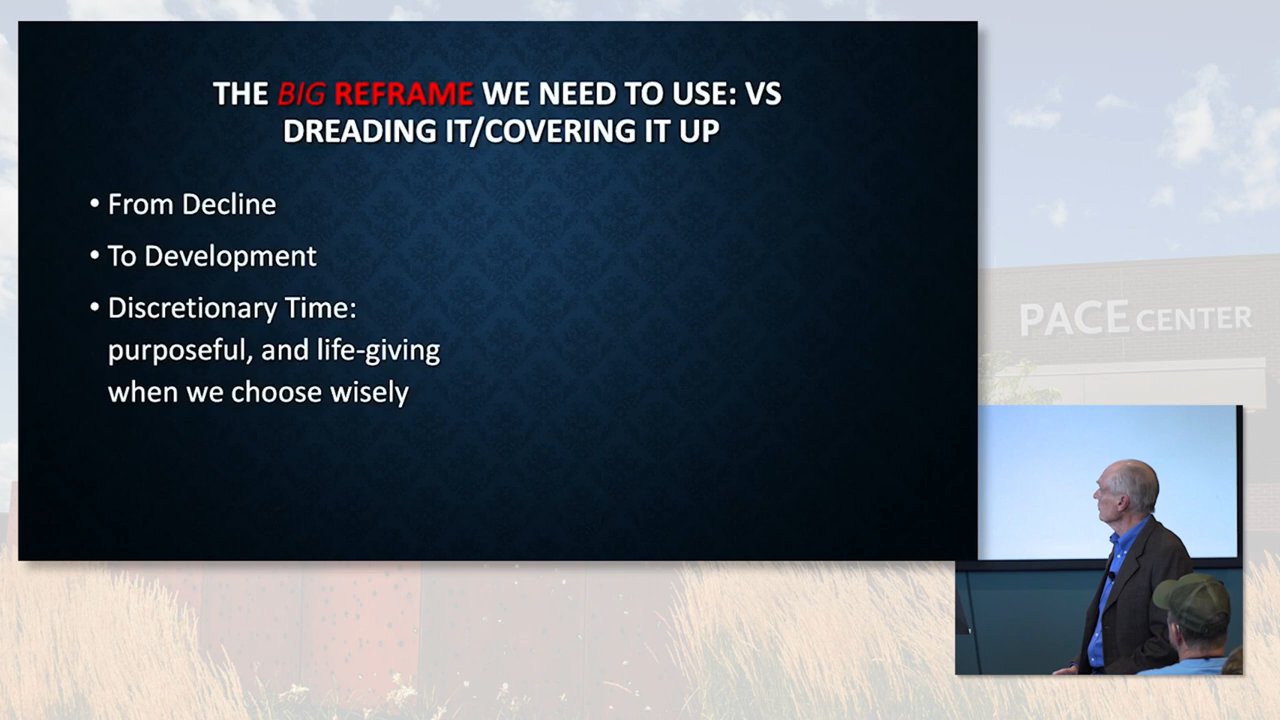 THE BIG REFRAME WE NEED TO USE: VS
DREADING IT/COVERING IT UP
• From Decline
• To Development
• Discretionary Time:
purposeful, and life-giving
when we choose wisely
PACE CENTER